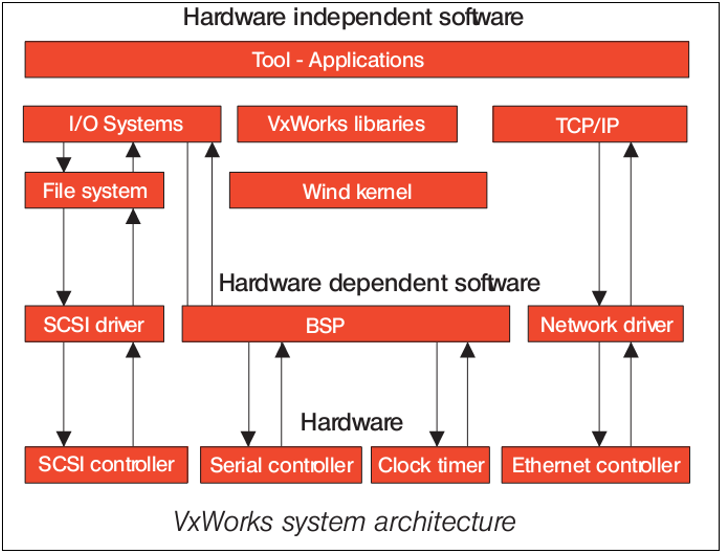 Hardware independent software
Tool - Applications
I/O Systems
VxWorks libraries
TCP/IP
File system
Wind kernel
Hardware dependent software
SCSI driver
BSP
Network driver
Hardware
SCSI controller
Serial controller
Clock timer
Ethernet controller
VxWorks system architecture